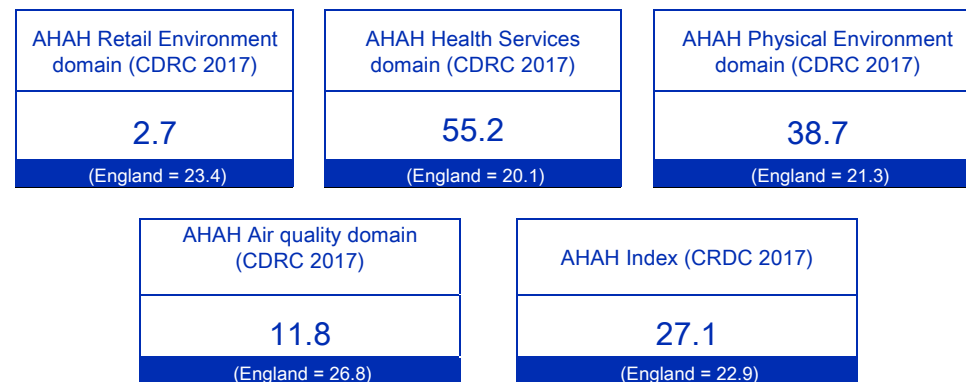 AHAH Retail Environment
domain (CDRC 2017)
2.7
(England = 23.4)
AHAH Health Services
domain (CDRC 2017)
55.2
(England = 20.1)
AHAH Physical Environment
domain (CDRC 2017)
38.7
(England = 21.3)
AHAH Air quality domain
(CDRC 2017)
11.8
(England = 26.8)
AHAH Index (CRDC 2017)
27.1
(England = 22.9)